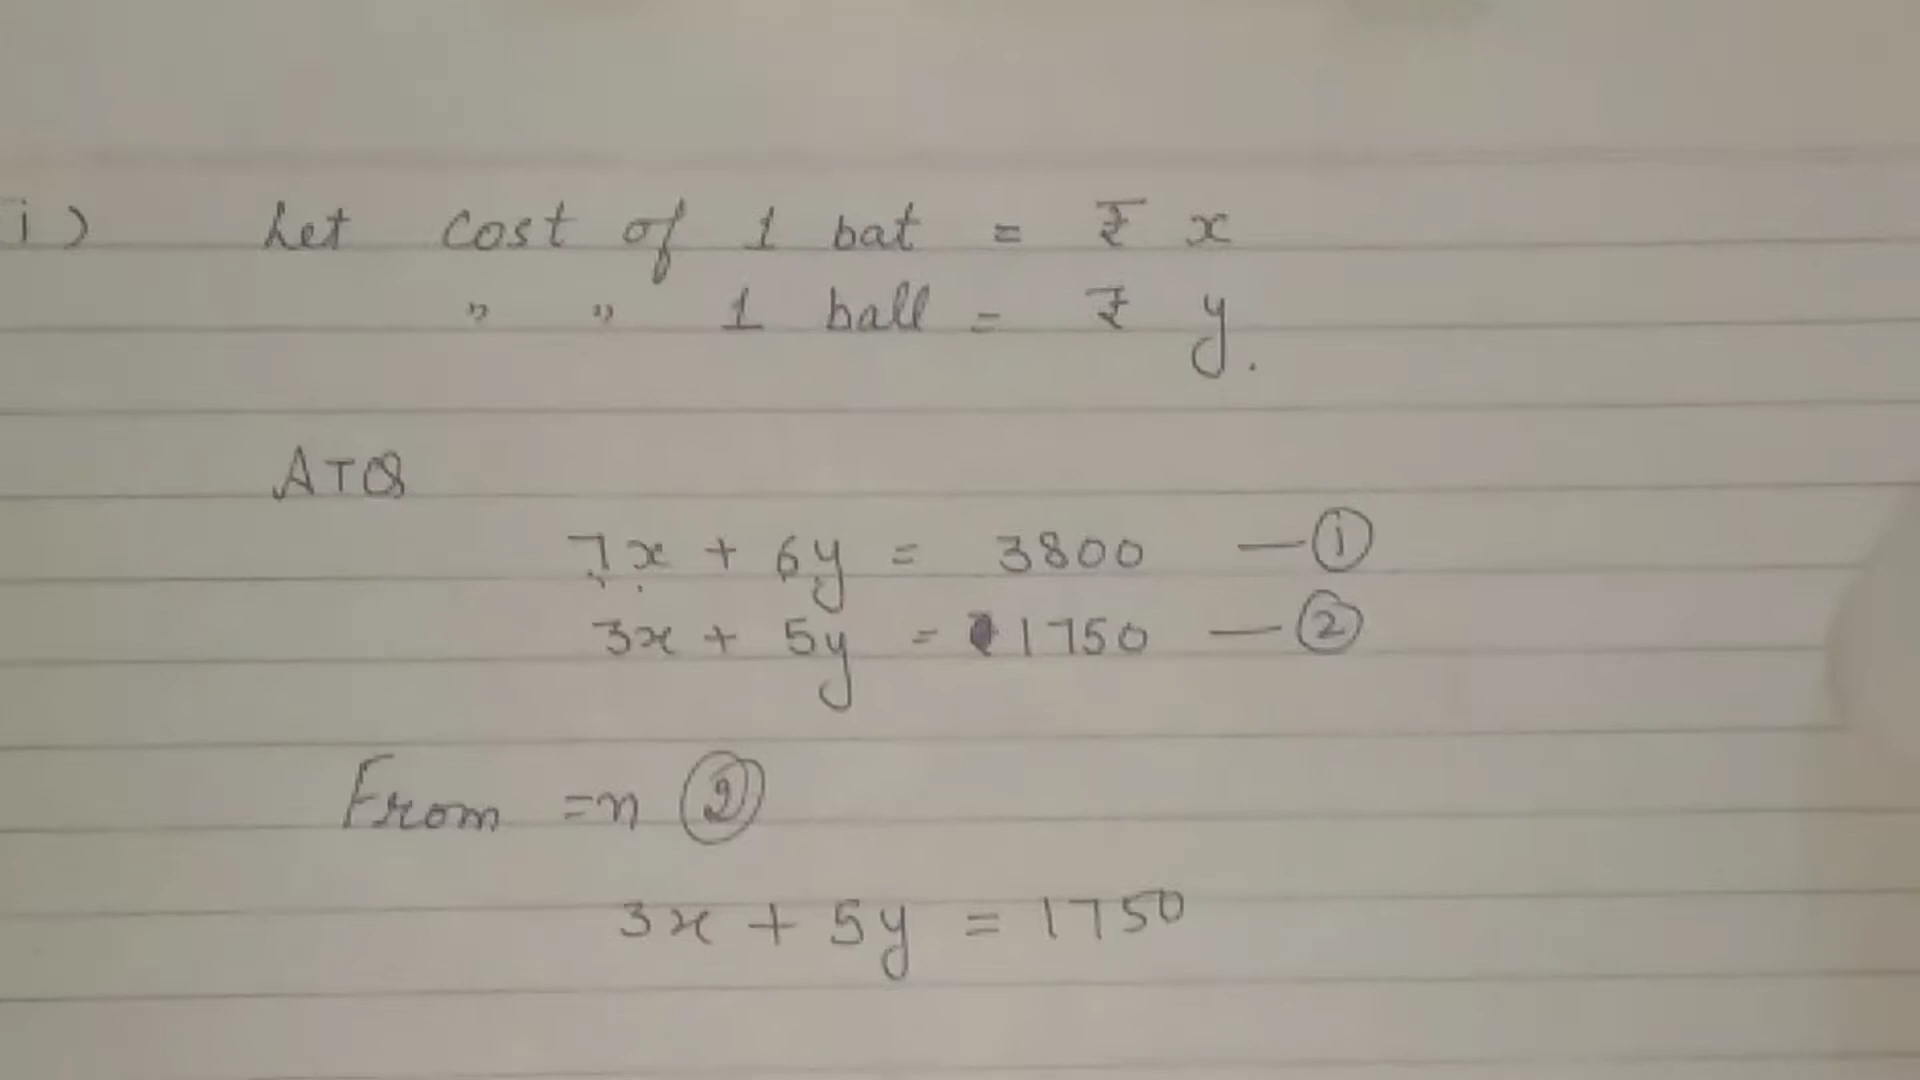 i) Let cost of 1 bat = ₹ x
" " 1 ball = ₹ y.
ATQ
7x + 6y = 3800 — ①
3x + 5y = 1750 — ②
From =n ②
3x + 5y = 1750